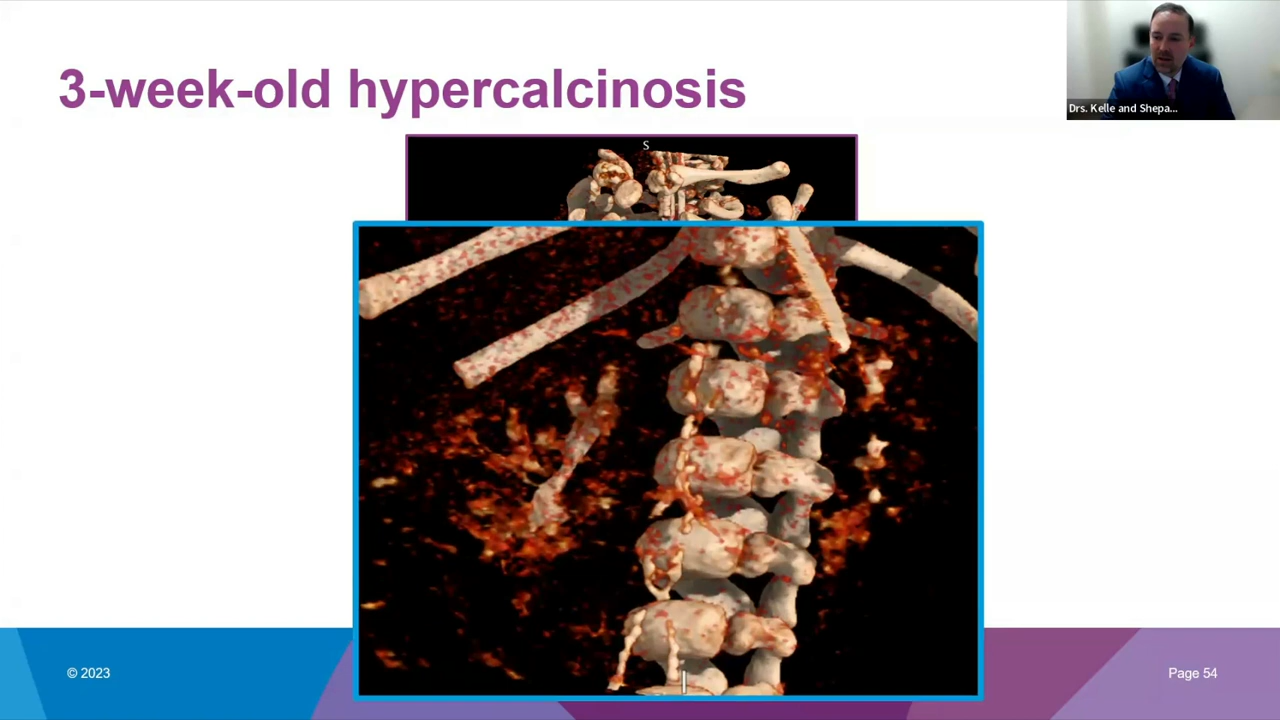 3-week-old hypercalcinosis
Drs. Kelle and Shepa...
S
I
© 2023
Page 54